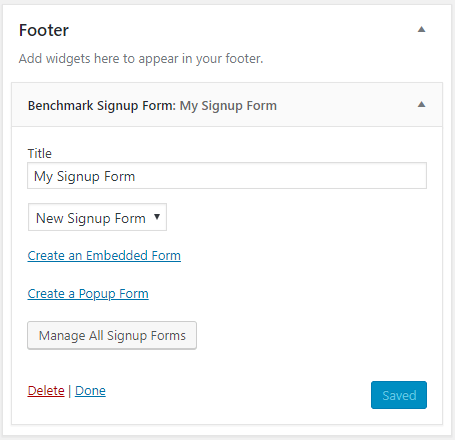 Footer
Add widgets here to appear in your footer.
Benchmark Signup Form: My Signup Form
Title
My Signup Form
New Signup Form
Create an Embedded Form
Create a Popup Form
Manage All Signup Forms
Delete | Done
Saved